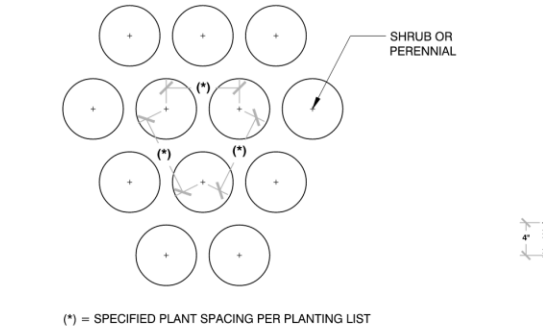 SHRUB OR
PERENNIAL
(*)
(*)
(*)
4"
(*) = SPECIFIED PLANT SPACING PER PLANTING LIST